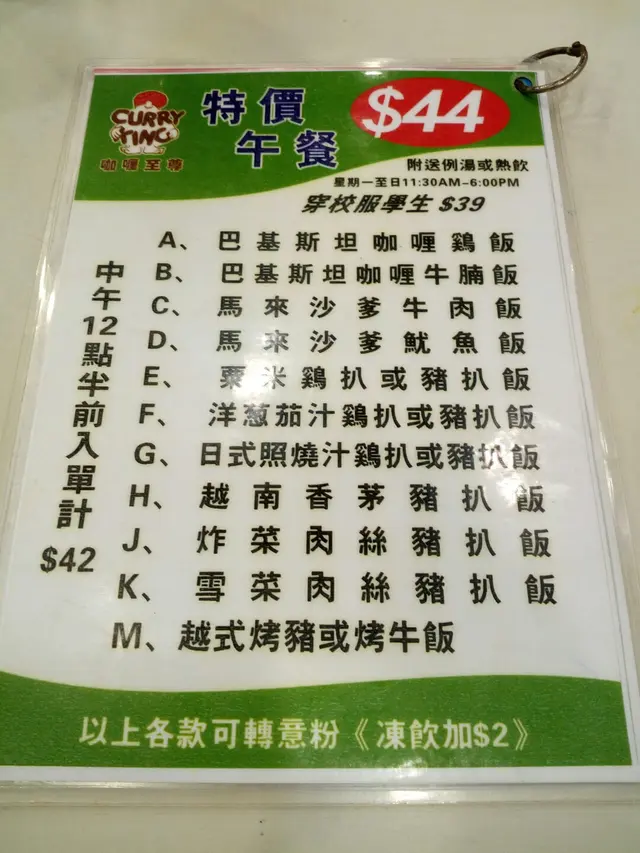 CURRY
KING
咖喱至尊
特價
午餐
$44
附送例湯或熱飲
星期一至日11:30AM-6:00PM
穿校服學生 $39
中午12點半前入單計
$42
A、巴基斯坦咖喱鷄飯
B、巴基斯坦咖喱牛腩飯
C、馬來沙爹牛肉飯
D、馬來沙爹魷魚飯
E、粟米鷄扒或豬扒飯
F、洋葱茄汁鷄扒或豬扒飯
G、日式照燒汁鷄扒或豬扒飯
H、越南香茅豬扒飯
J、炸菜肉絲豬扒飯
K、雪菜肉絲豬扒飯
M、越式烤豬或烤牛飯
以上各款可轉意粉《凍飲加$2》